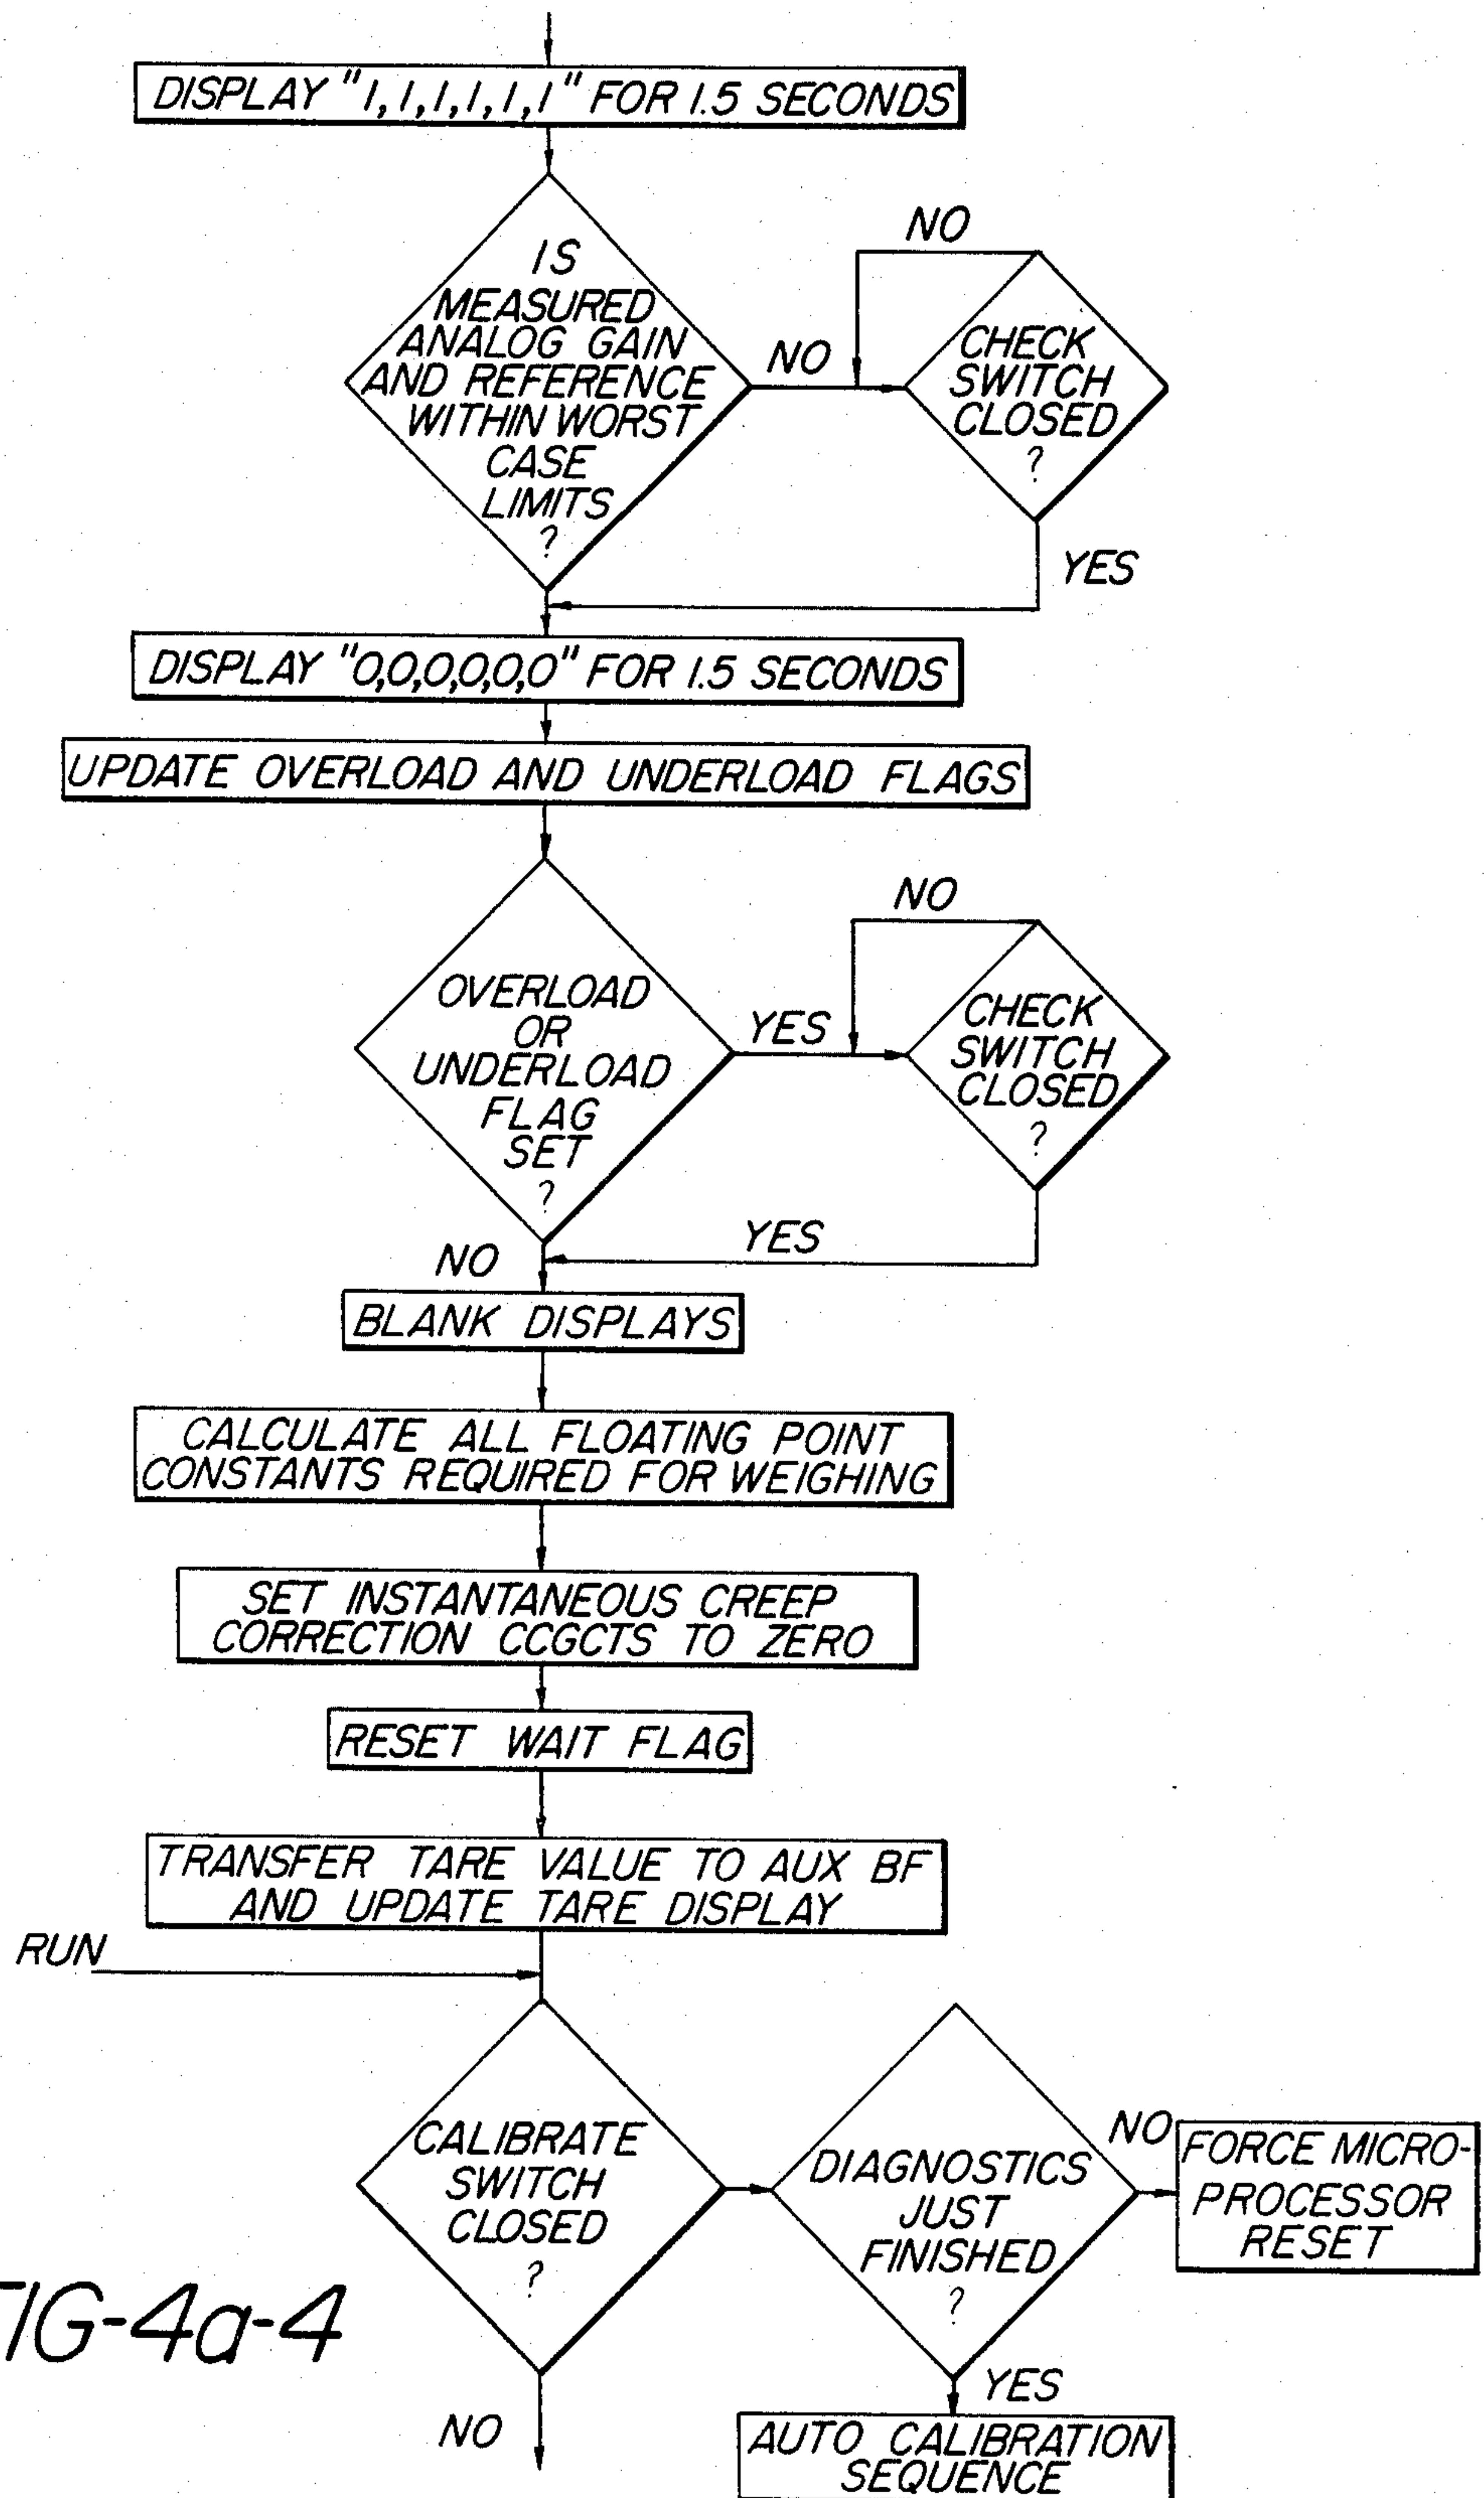 DISPLAY "1,1,1,1,1,1" FOR 1.5 SECONDS
IS
MEASURED
ANALOG GAIN
AND REFERENCE
WITHIN WORST
CASE
LIMITS
?
NO
NO
CHECK
SWITCH
CLOSED
?
YES
DISPLAY "0,0,0,0,0,0" FOR 1.5 SECONDS
UPDATE OVERLOAD AND UNDERLOAD FLAGS
OVERLOAD
OR
UNDERLOAD
FLAG
SET
?
YES
NO
CHECK
SWITCH
CLOSED
?
YES
NO
BLANK DISPLAYS
CALCULATE ALL FLOATING POINT
CONSTANTS REQUIRED FOR WEIGHING
SET INSTANTANEOUS CREEP
CORRECTION CCGCTS TO ZERO
RESET WAIT FLAG
TRANSFER TARE VALUE TO AUX BF
AND UPDATE TARE DISPLAY
RUN
CALIBRATE
SWITCH
CLOSED
?
DIAGNOSTICS
JUST
FINISHED
?
NO
FORCE MICRO-
PROCESSOR
RESET
YES
AUTO CALIBRATION
SEQUENCE
NO
IG-4a-4